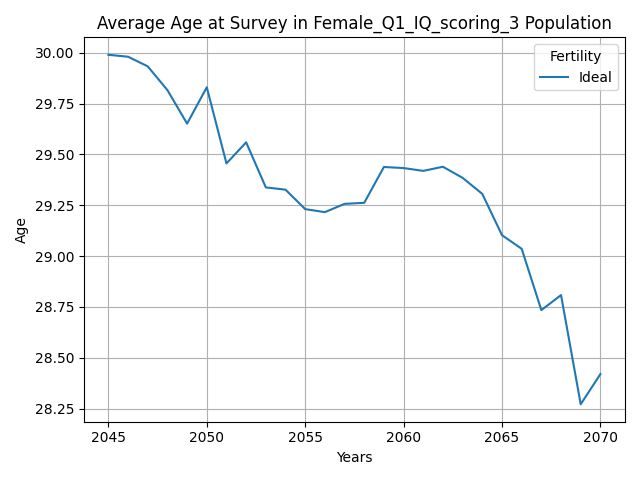 Average Age at Survey in Female_Q1_IQ_scoring_3 Population
Fertility
Ideal
30.00
29.75
29.50
29.25
29.00
28.75
28.50
28.25
Age
2045 2050 2055 2060 2065 2070
Years